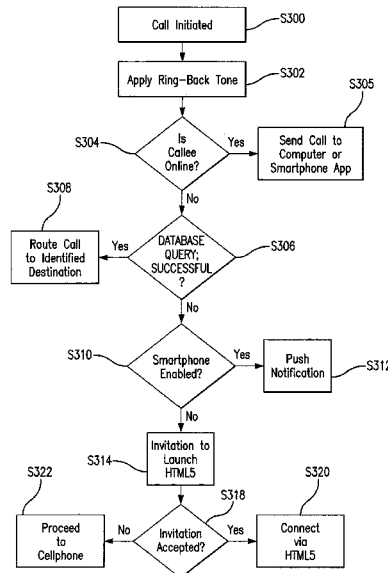 Call Initiated
S300
Apply Ring-Back Tone
S302
S304
Is
Callee
Online?
Yes
S305
Send Call to
Computer or
Smartphone App
No
S308
Route Call
to Identified
Destination
Yes
DATABASE
QUERY;
SUCCESSFUL
?
S306
No
S310
Smartphone
Enabled?
Yes
Push
Notification
S312
No
S314
Invitation to
Launch
HTML5
S318
S322
Proceed
to
Cellphone
No
Invitation
Accepted?
Yes
S320
Connect
via
HTML5